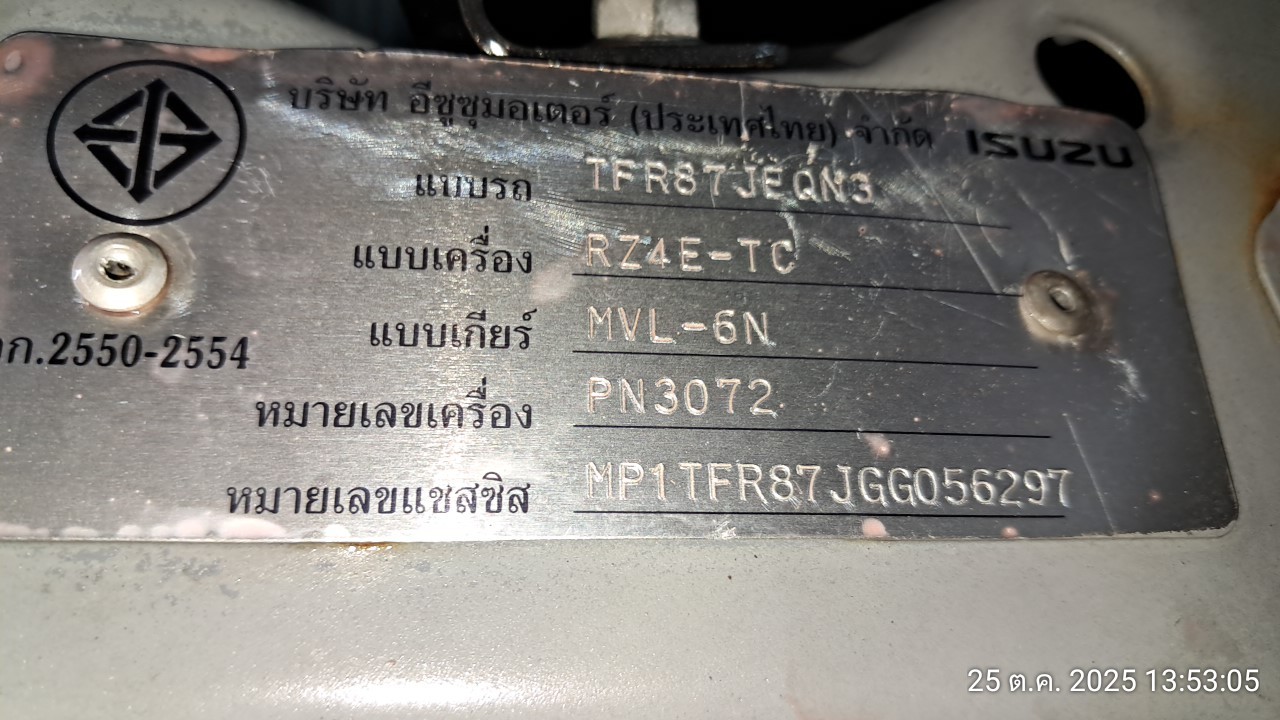 บริษัท อีซูซุมอเตอร์ (ประเทศไทย) จำกัด ISUZU
แบบรถ TFR87JEQN3
แบบเครื่อง RZ4E-TC
แบบเกียร์ MVL-6N
อก.2550-2554
หมายเลขเครื่อง PN3072
หมายเลขแชสซิส MP1TFR87JGG056297
25 ต.ค. 2025 13:53:05